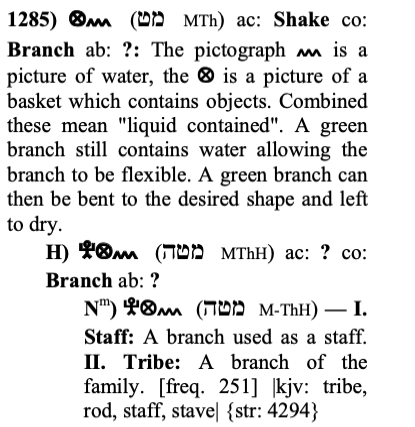 1285) ⊗ᨓ (מט MTh) ac: Shake co:
Branch ab: ?: The pictograph is a
picture of water, the ⊗ is a picture of a
basket which contains objects. Combined
these mean "liquid contained". A green
branch still contains water allowing the
branch to be flexible. A green branch can
then be bent to the desired shape and left
to dry.
H) (מטה MThH) ac: ? co:
Branch ab: ?
Nᵐ) (מטה M-ThH) — I.
Staff: A branch used as a staff.
II. Tribe: A branch of the
family. [freq. 251] |kjv: tribe,
rod, staff, stave| {str: 4294}